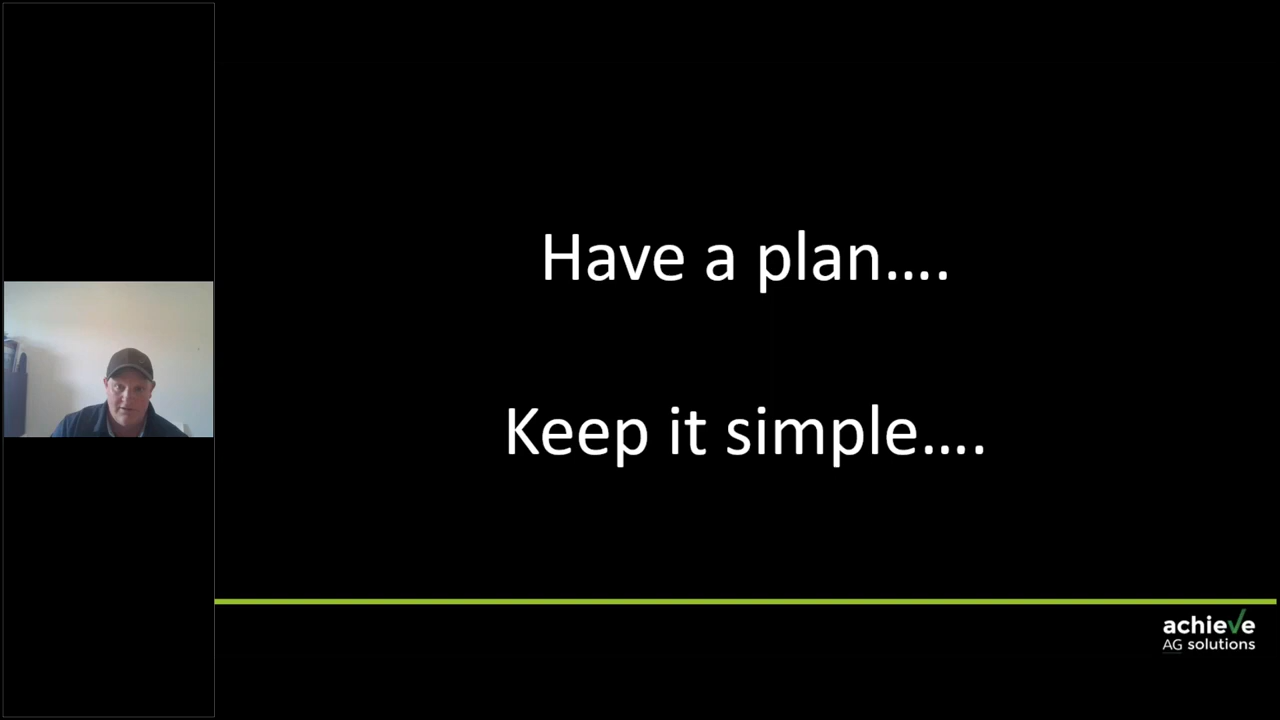 Have a plan....
Keep it simple....
achieve
AG solutions